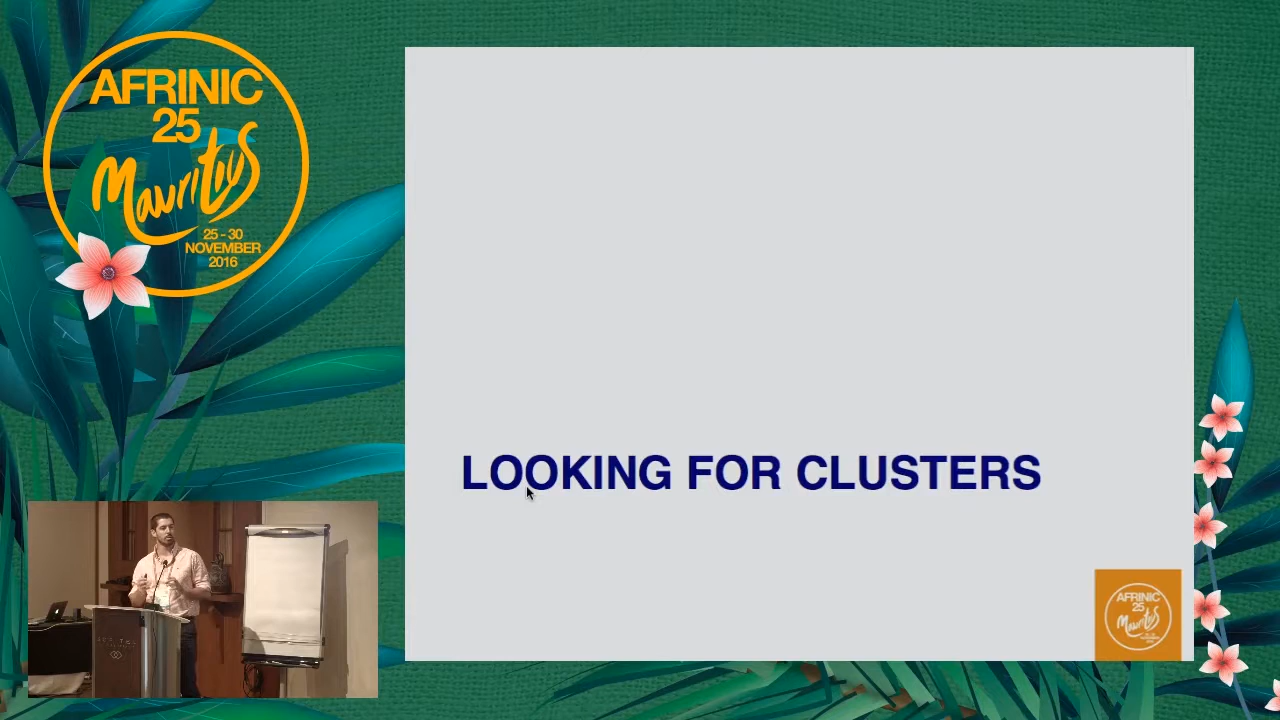 AFRINIC
25
Mauritius
25 - 30
NOVEMBER
2016
LOOKING FOR CLUSTERS
AFRINIC
25
Mauritius